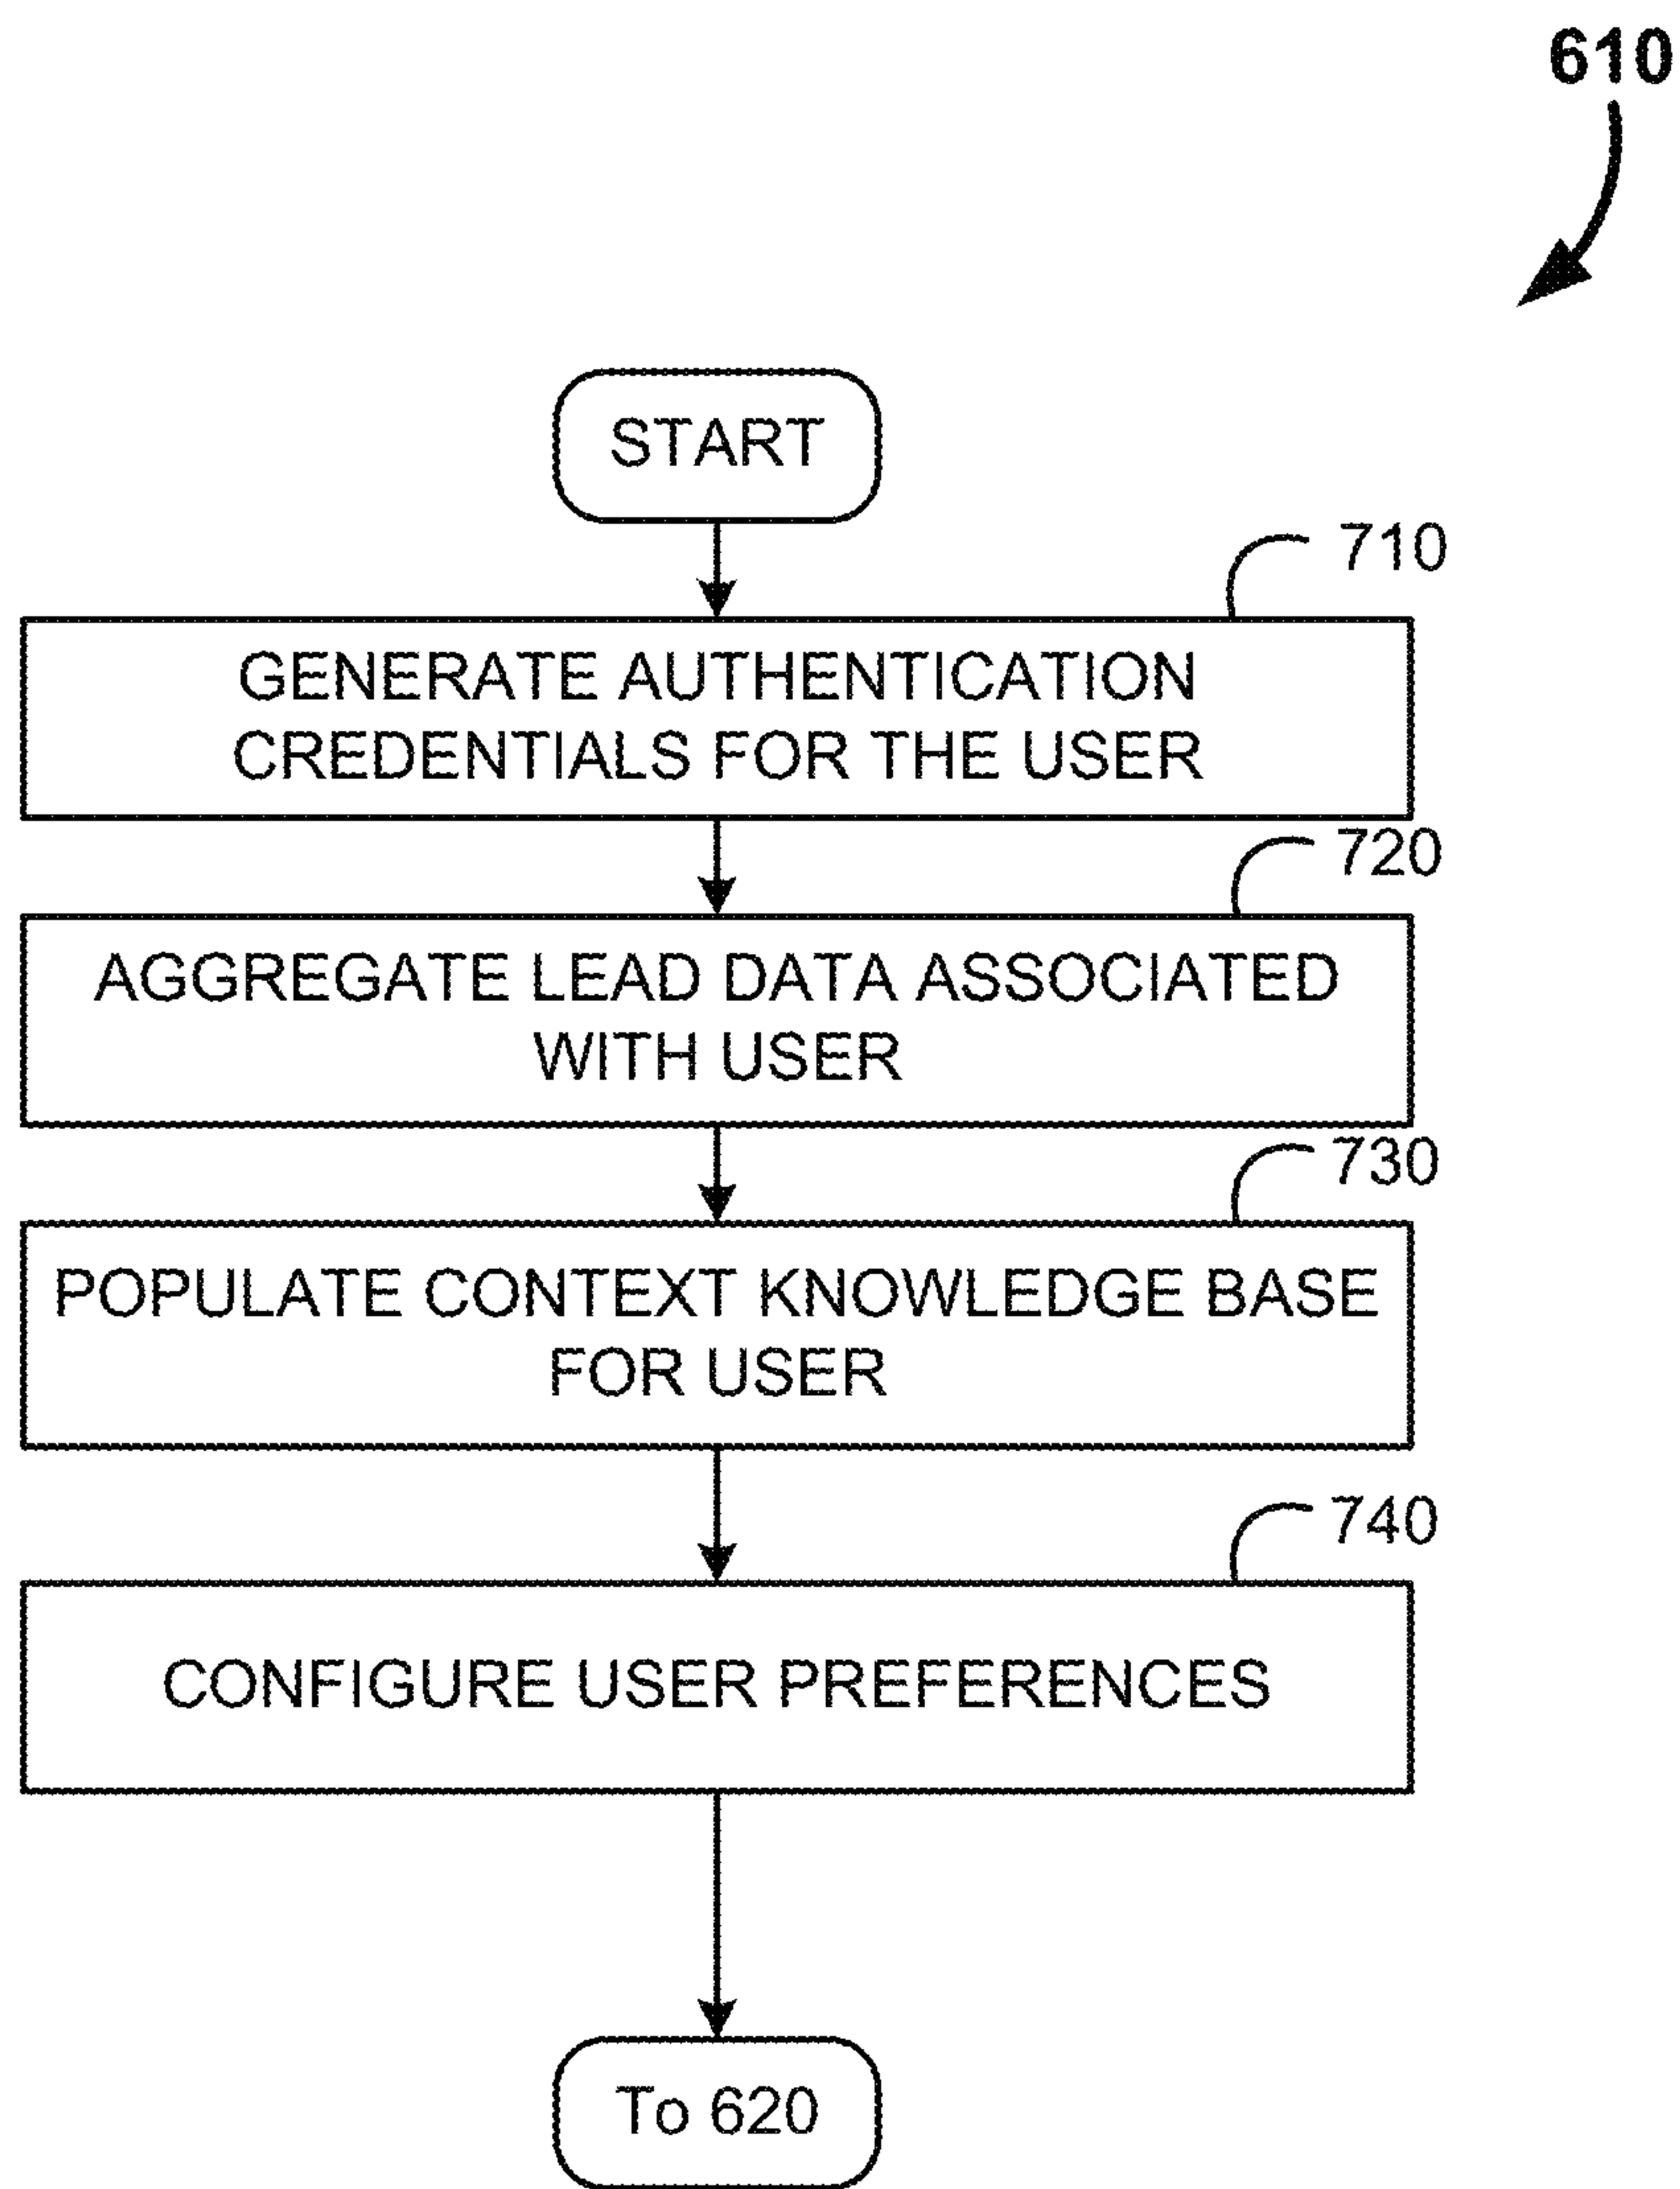 610
START
710
GENERATE AUTHENTICATION
CREDENTIALS FOR THE USER
720
AGGREGATE LEAD DATA ASSOCIATED
WITH USER
730
POPULATE CONTEXT KNOWLEDGE BASE
FOR USER
740
CONFIGURE USER PREFERENCES
To 620